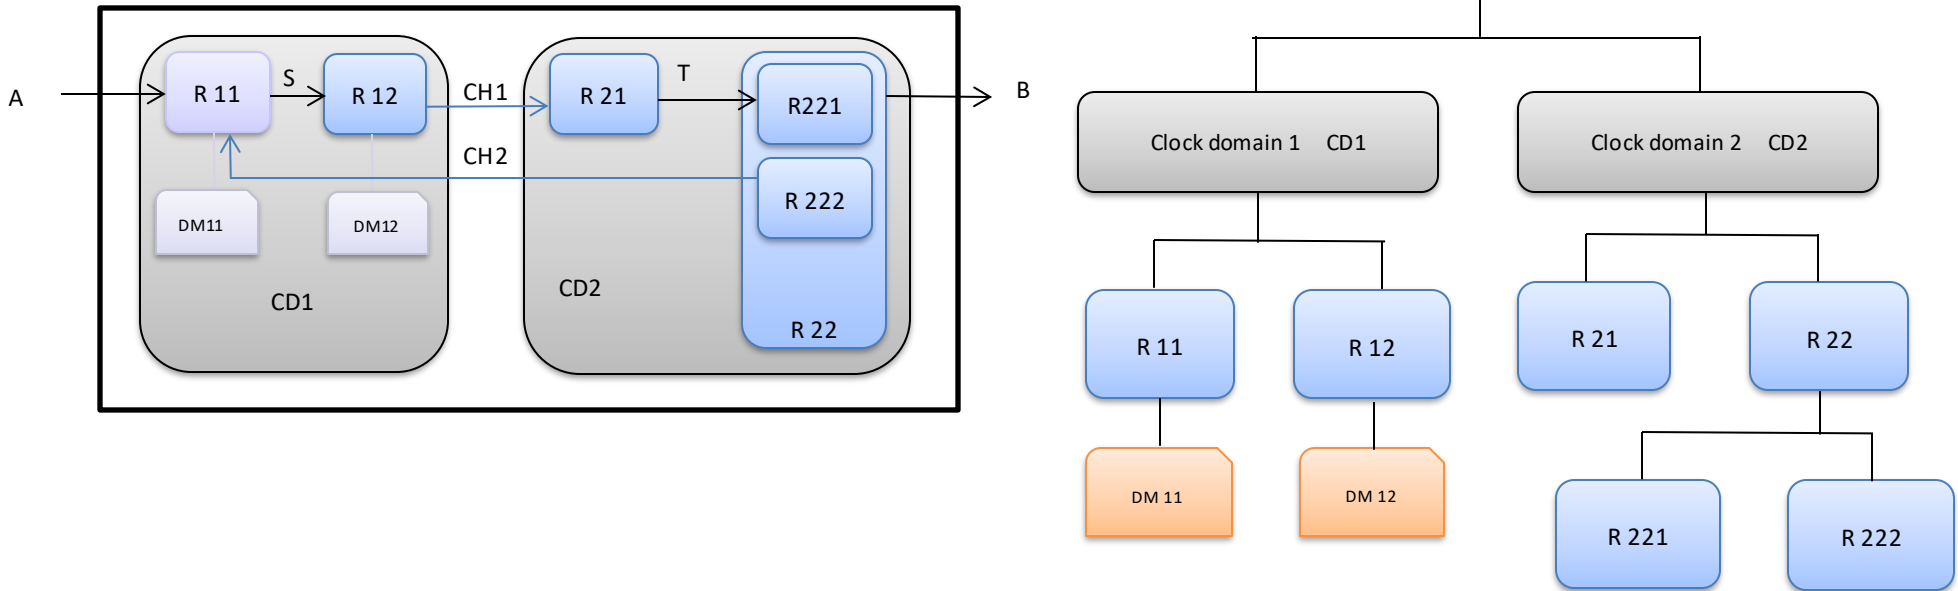 A
R 11
S
R 12
CH1
CH2
DM11
DM12
CD1
R 21
T
R221
R 222
CD2
R 22
B
Clock domain 1 CD1
Clock domain 2 CD2
R 11
R 12
R 21
R 22
DM 11
DM 12
R 221
R 222